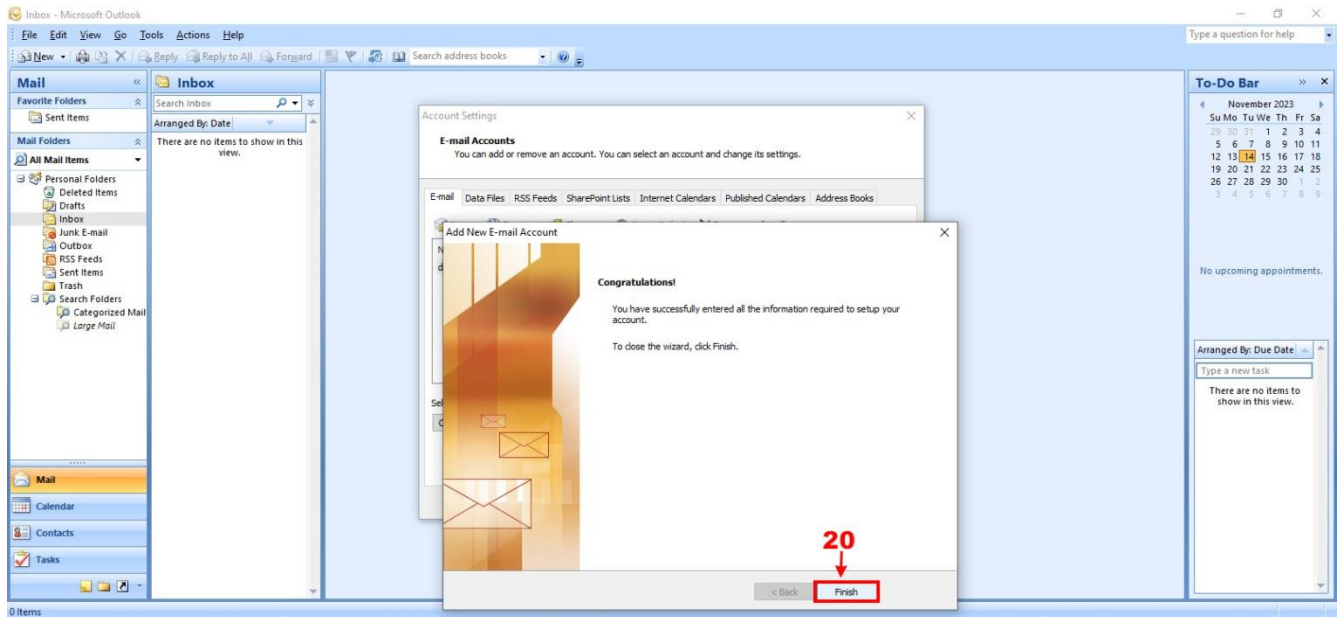 Inbox - Microsoft Outlook
File Edit View Go Tools Actions Help
Type a question for help
New Reply Reply to All Forward Search address books
Mail «
Favorite Folders
Sent Items
Mail Folders
All Mail Items
Personal Folders
Deleted Items
Drafts
Inbox
Junk E-mail
Outbox
RSS Feeds
Sent Items
Trash
Search Folders
Categorized Mail
Large Mail
Mail
Calendar
Contacts
Tasks
0 Items
Inbox
Search Inbox
Arranged By: Date
There are no items to show in this
view.
Account Settings
E-mail Accounts
You can add or remove an account. You can select an account and change its settings.
E-mail Data Files RSS Feeds SharePoint Lists Internet Calendars Published Calendars Address Books
Add New E-mail Account
Congratulations!
You have successfully entered all the information required to setup your
account.
To close the wizard, click Finish.
20
< Back Finish
To-Do Bar »
November 2023
Su Mo Tu We Th Fr Sa
29 30 31 1 2 3 4
5 6 7 8 9 10 11
12 13 14 15 16 17 18
19 20 21 22 23 24 25
26 27 28 29 30 1 2
3 4 5 6 7 8 9
No upcoming appointments.
Arranged By: Due Date
Type a new task
There are no items to
show in this view.